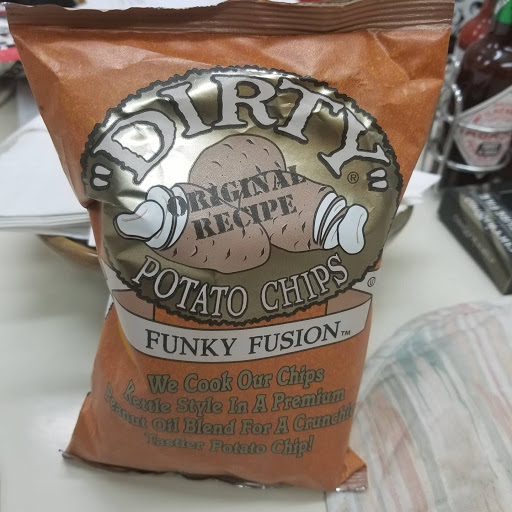 "DIRTY"®
ORIGINAL
RECIPE
POTATO CHIPS
FUNKY FUSION™
We Cook Our Chips
Kettle Style In A Premium
Peanut Oil Blend For A Crunchier
Tastier Potato Chip!